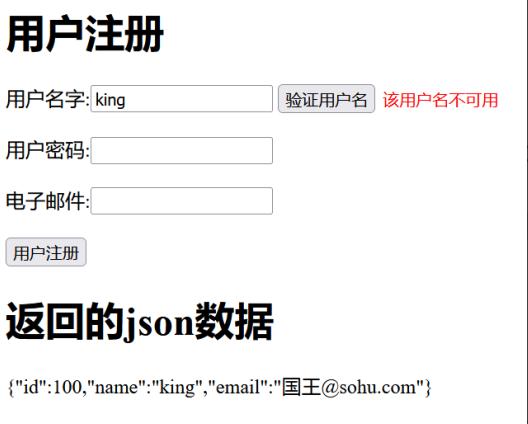 用户注册
用户名字: king 验证用户名 该用户名不可用
用户密码:
电子邮件:
用户注册
返回的json数据
{"id":100,"name":"king","email":"国王@sohu.com"}